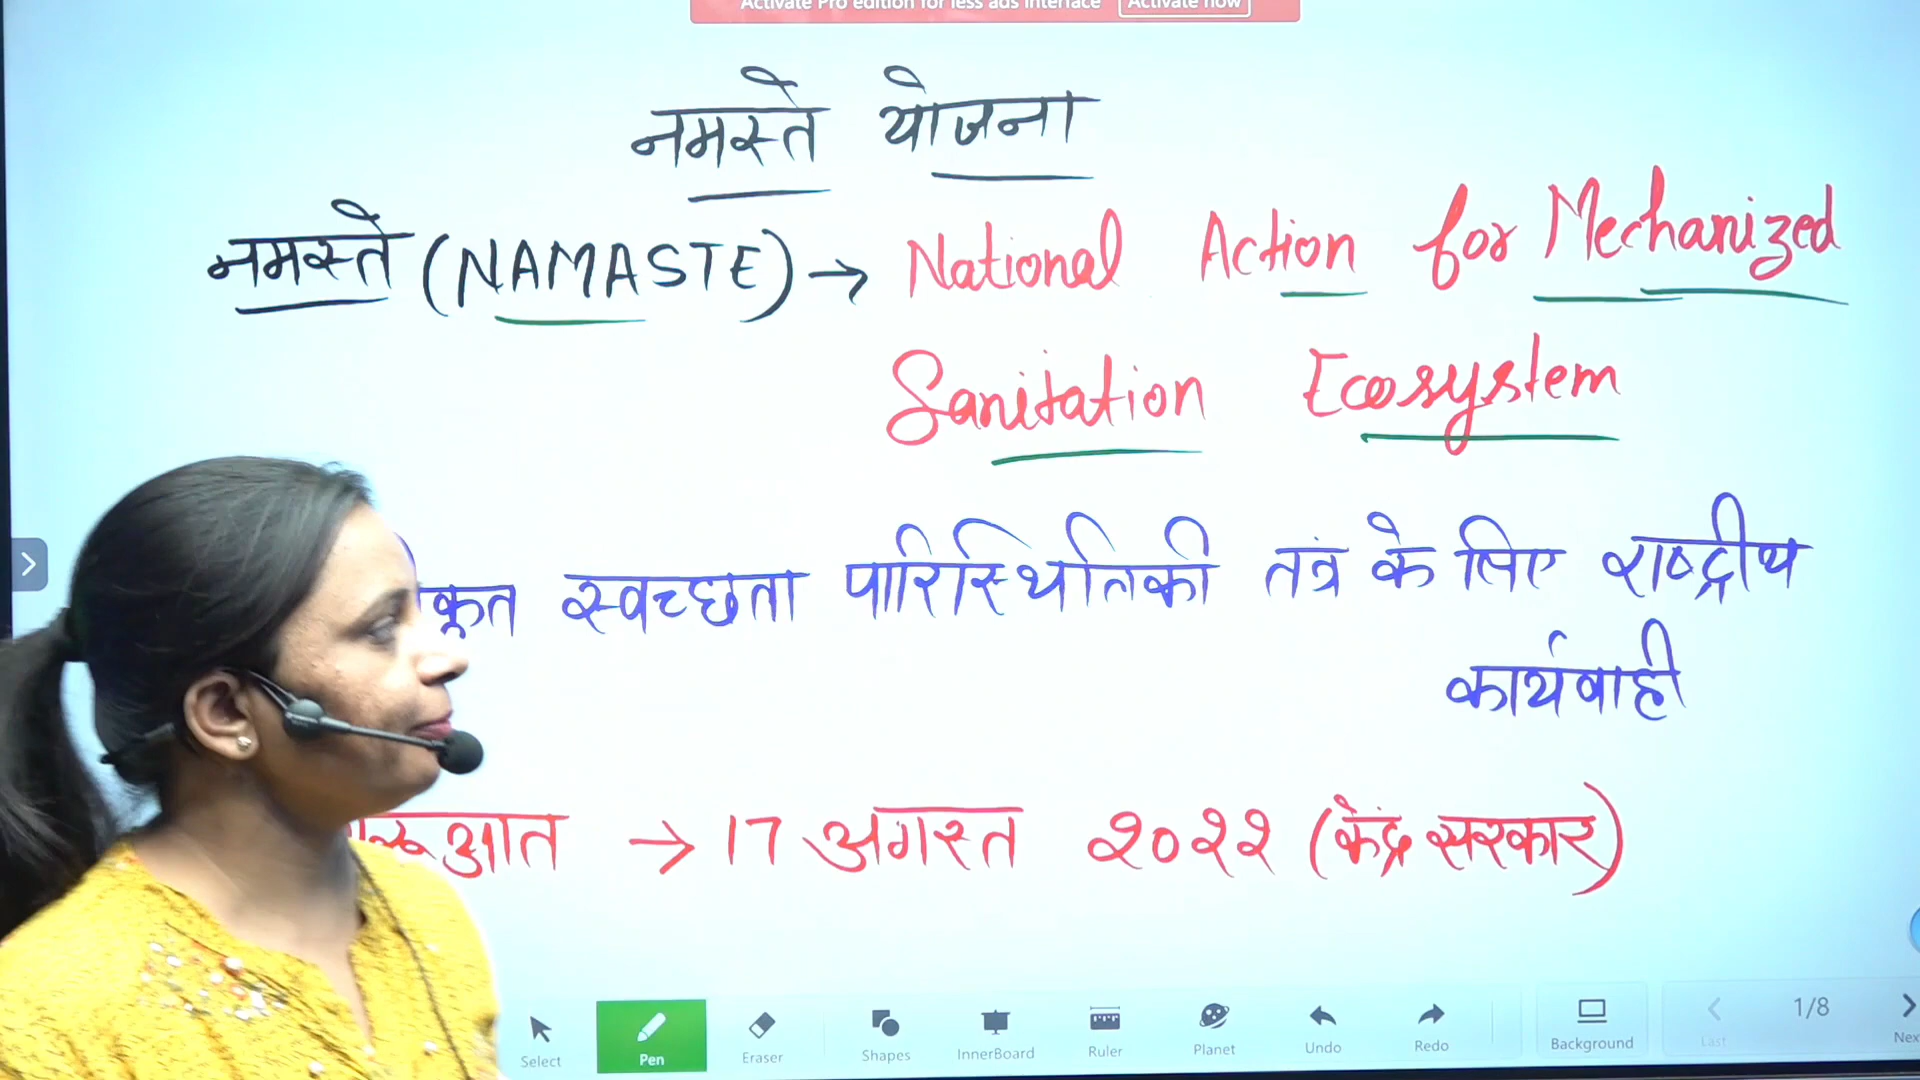 Activate Pro edition for less ads interface Activate now
नमस्ते योजना
नमस्ते (NAMASTE) → National Action for Mechanized
Sanitation Ecosystem
स्वच्छता पारिस्थितिकी तंत्र के लिए राष्ट्रीय
कार्यवाही
→ 17 अगस्त २०२२ (केंद्र सरकार)
1/8
Select Pen Eraser Shapes InnerBoard Ruler Planet Undo Redo Background Last